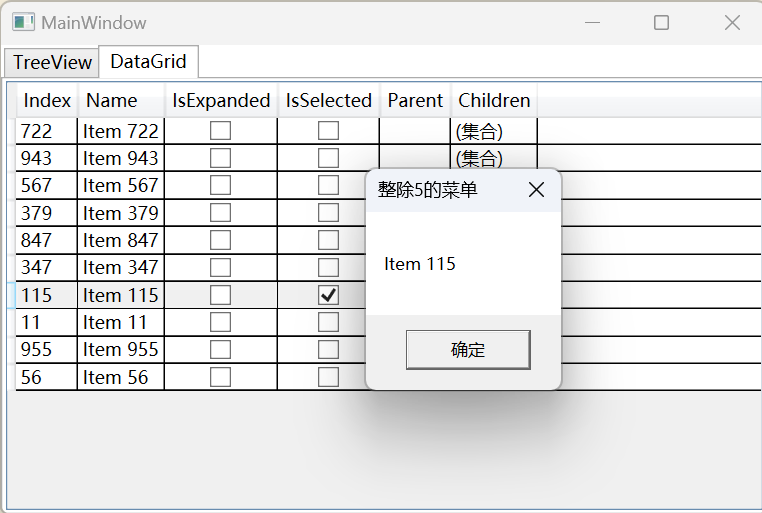 MainWindow
TreeView DataGrid
Index Name IsExpanded IsSelected Parent Children
722 Item 722 (集合)
943 Item 943 (集合)
567 Item 567
379 Item 379
847 Item 847
347 Item 347
115 Item 115
11 Item 11
955 Item 955
56 Item 56
整除5的菜单
Item 115
确定